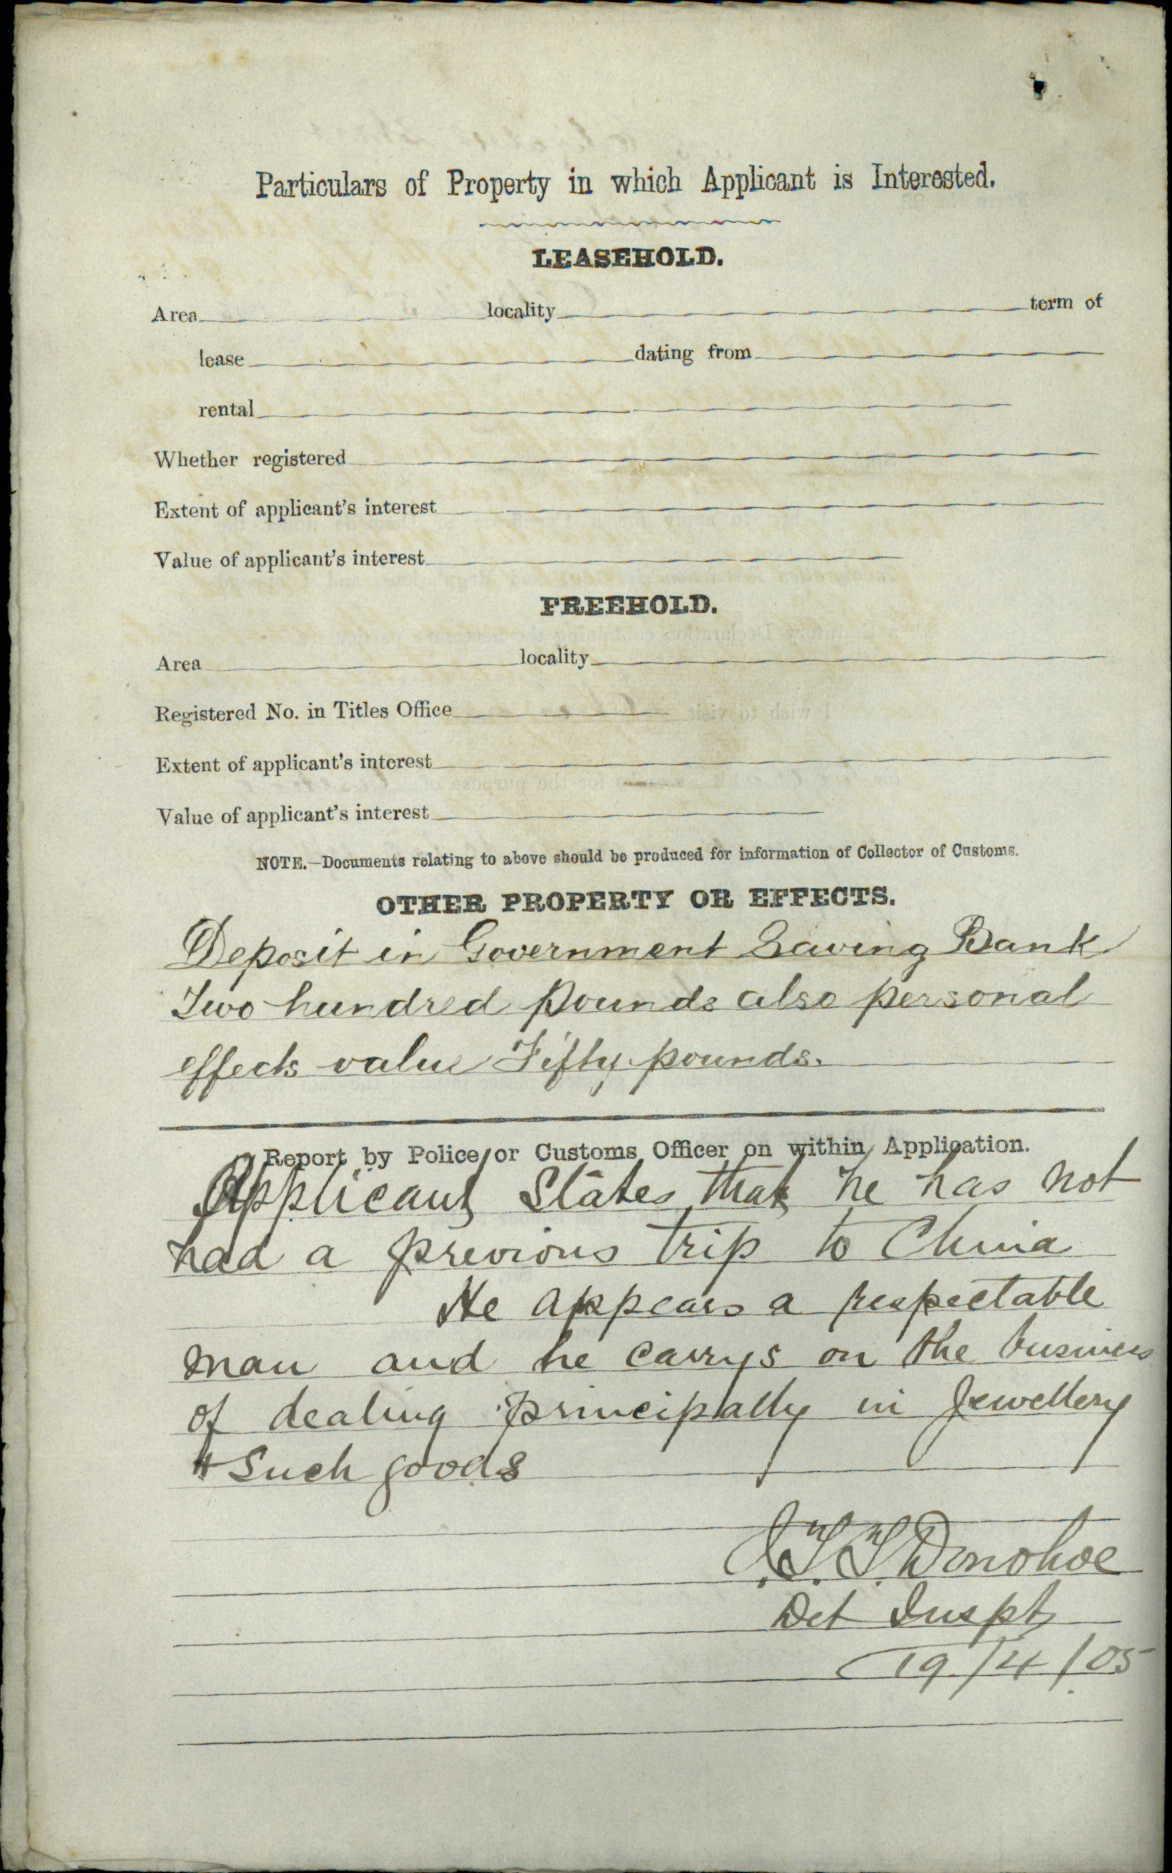 Particulars of Property in which Applicant is Interested.
LEASEHOLD.
Area locality term of
lease dating from
rental
Whether registered
Extent of applicant's interest
Value of applicant's interest
FREEHOLD.
Area locality
Registered No. in Titles Office
Extent of applicant's interest
Value of applicant's interest
NOTE.—Documents relating to above should be produced for information of Collector of Customs.
OTHER PROPERTY OR EFFECTS.
Deposit in Government Saving Bank
Two hundred pounds also personal
effects value Fifty pounds.
Report by Police or Customs Officer on within Application.
Applicant States that he has not
had a previous trip to China
He appears a respectable
man and he carrys on the business
of dealing principally in Jewellery
& Such goods
Donohoe
Det Inspt
19/4/05